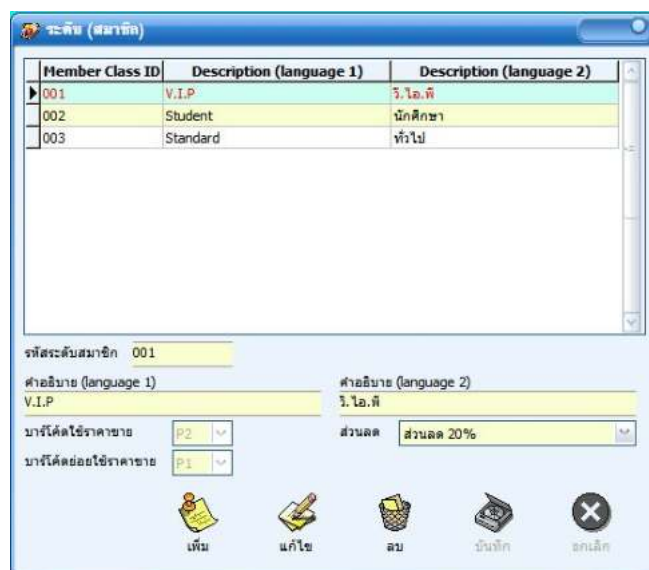 ระดับ (สมาชิก)
Member Class ID Description (language 1) Description (language 2)
001 V.I.P วี.ไอ.พี
002 Student นักศึกษา
003 Standard ทั่วไป
รหัสระดับสมาชิก 001
คำอธิบาย (language 1) คำอธิบาย (language 2)
V.I.P วี.ไอ.พี
บาร์โค้ดใช้ราคาขาย P2 ส่วนลด ส่วนลด 20%
บาร์โค้ดย่อยใช้ราคาขาย P1
เพิ่ม แก้ไข ลบ บันทึก ยกเลิก